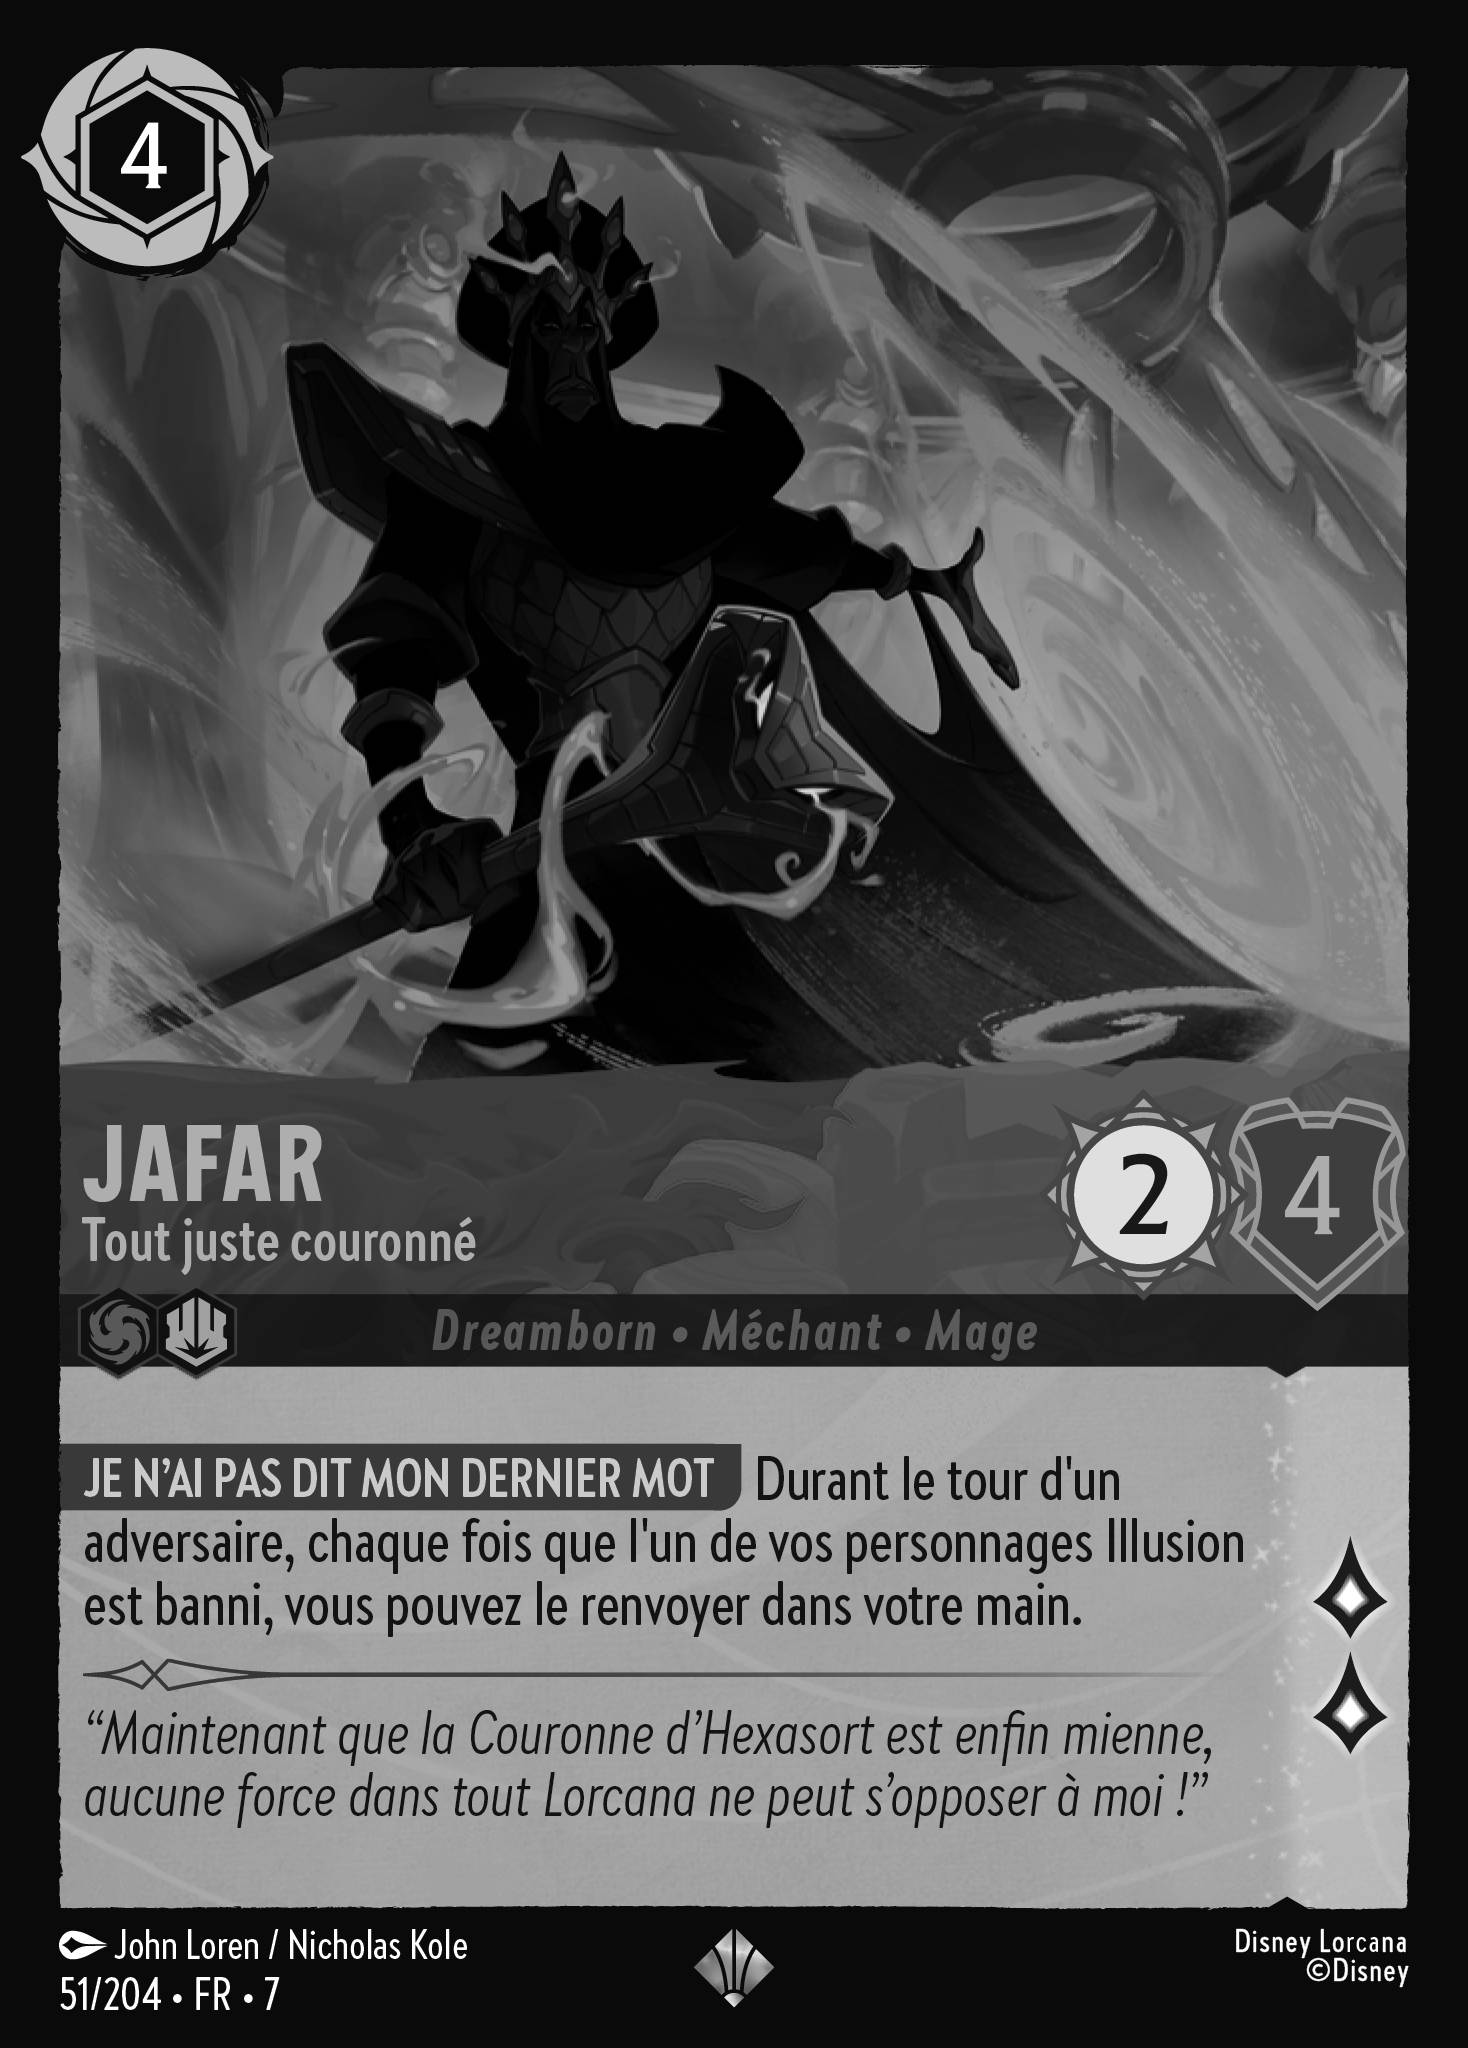 4
JAFAR
Tout juste couronné
2
4
Dreamborn • Méchant • Mage
JE N’AI PAS DIT MON DERNIER MOT Durant le tour d'un
adversaire, chaque fois que l'un de vos personnages Illusion
est banni, vous pouvez le renvoyer dans votre main.
“Maintenant que la Couronne d’Hexasort est enfin mienne,
aucune force dans tout Lorcana ne peut s’opposer à moi !”
John Loren / Nicholas Kole
51/204 • FR • 7
Disney Lorcana
©Disney